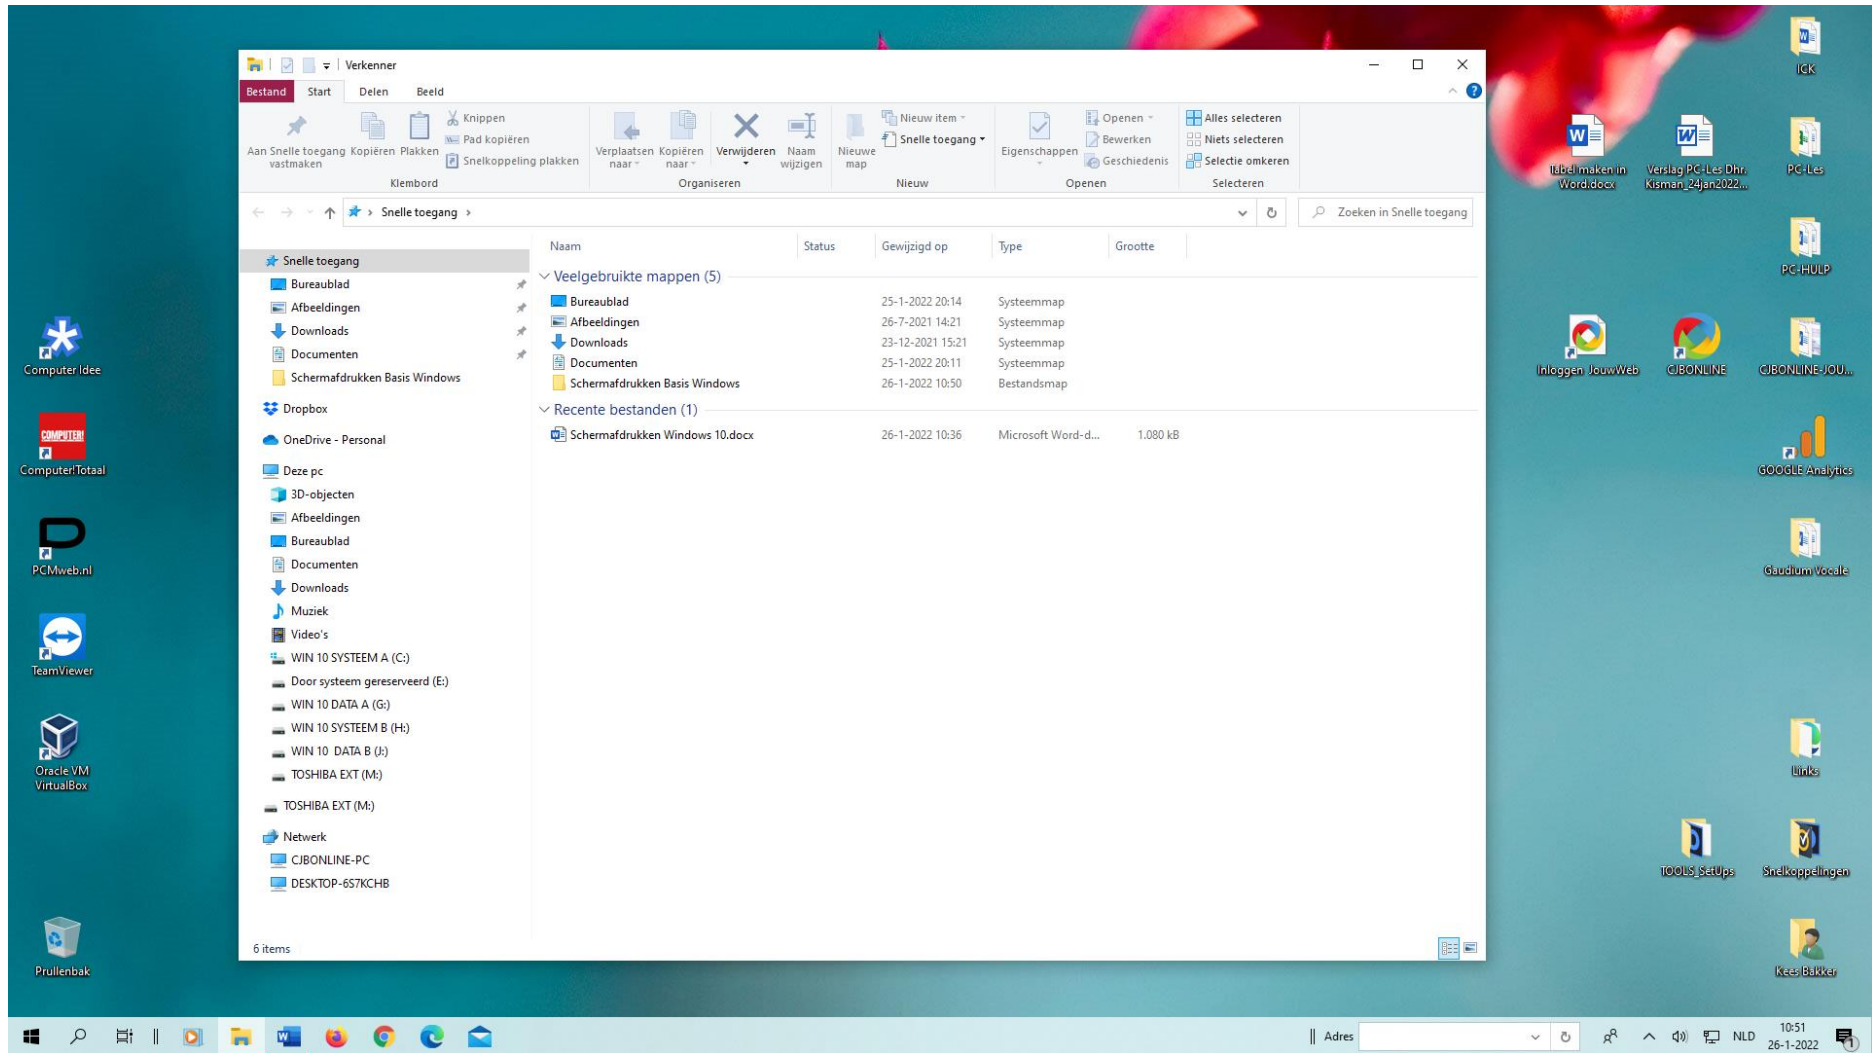 Verkenner
Bestand Start Delen Beeld
Aan Snelle toegang vastmaken
Kopiëren
Plakken
Knippen
Pad kopiëren
Snelkoppeling plakken
Klembord
Verplaatsen naar
Kopiëren naar
Verwijderen
Naam wijzigen
Organiseren
Nieuwe map
Nieuw item
Snelle toegang
Nieuw
Eigenschappen
Openen
Bewerken
Geschiedenis
Openen
Alles selecteren
Niets selecteren
Selectie omkeren
Selecteren
Snelle toegang
Zoeken in Snelle toegang
Snelle toegang
Bureaublad
Afbeeldingen
Downloads
Documenten
Schermafdrukken Basis Windows
Dropbox
OneDrive - Personal
Deze pc
3D-objecten
Afbeeldingen
Bureaublad
Documenten
Downloads
Muziek
Video's
WIN 10 SYSTEEM A (C:)
Door systeem gereserveerd (E:)
WIN 10 DATA A (G:)
WIN 10 SYSTEEM B (H:)
WIN 10 DATA B (J:)
TOSHIBA EXT (M:)
TOSHIBA EXT (M:)
Netwerk
CJBONLINE-PC
DESKTOP-6S7KCHB
Naam Status Gewijzigd op Type Grootte
Veelgebruikte mappen (5)
Bureaublad 25-1-2022 20:14 Systeemmap
Afbeeldingen 26-7-2021 14:21 Systeemmap
Downloads 23-12-2021 15:21 Systeemmap
Documenten 25-1-2022 20:11 Systeemmap
Schermafdrukken Basis Windows 26-1-2022 10:50 Bestandsmap
Recente bestanden (1)
Schermafdrukken Windows 10.docx 26-1-2022 10:36 Microsoft Word-d... 1.080 kB
6 items
Computer Idee
COMPUTER!
Computer!Totaal
PCMweb.nl
TeamViewer
Oracle VM
VirtualBox
Prullenbak
ICK
Tabel maken in
Word.docx
Verslag PC-Les Dhr.
Kisman_24jan2022...
PC-Les
PC-HULP
Inloggen JouwWeb
CJBONLINE
CJBONLINE-JOU...
GOOGLE Analytics
Gaudium Vocale
Links
TOOLS_SetUps
Snelkoppelingen
Kees Bakker
Adres
NLD
10:51
26-1-2022
1